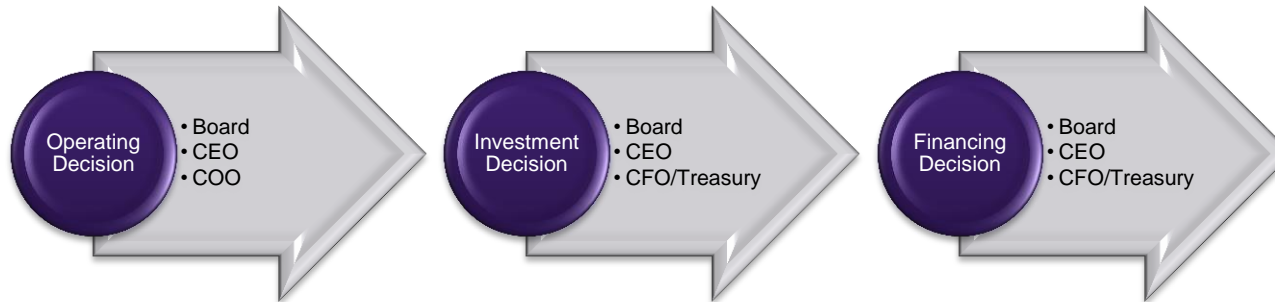 Operating
Decision
• Board
• CEO
• COO
Investment
Decision
• Board
• CEO
• CFO/Treasury
Financing
Decision
• Board
• CEO
• CFO/Treasury